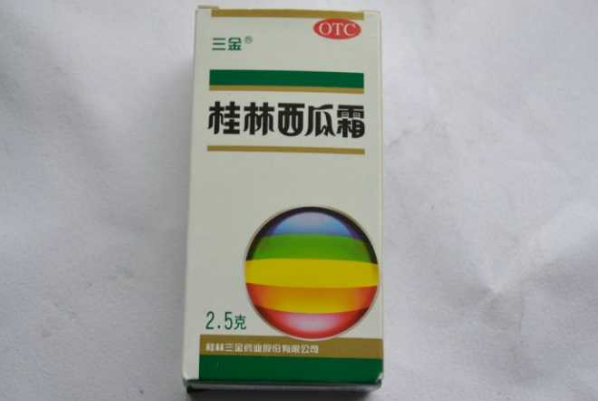 OTC
三金®
桂林西瓜霜
2.5克
桂林三金药业股份有限公司